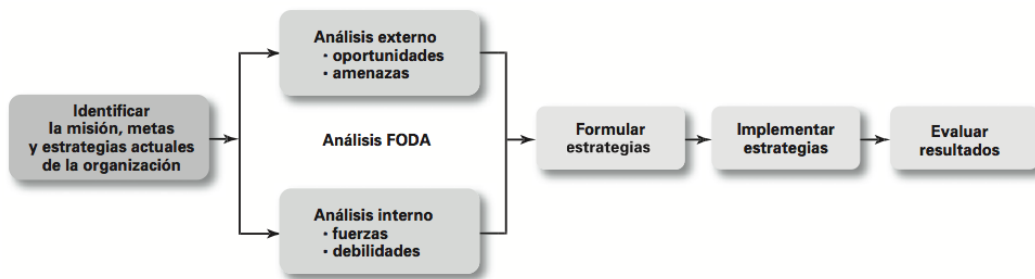 Identificar
la misión, metas
y estrategias actuales
de la organización
Análisis externo
• oportunidades
• amenazas
Análisis FODA
Análisis interno
• fuerzas
• debilidades
Formular
estrategias
Implementar
estrategias
Evaluar
resultados